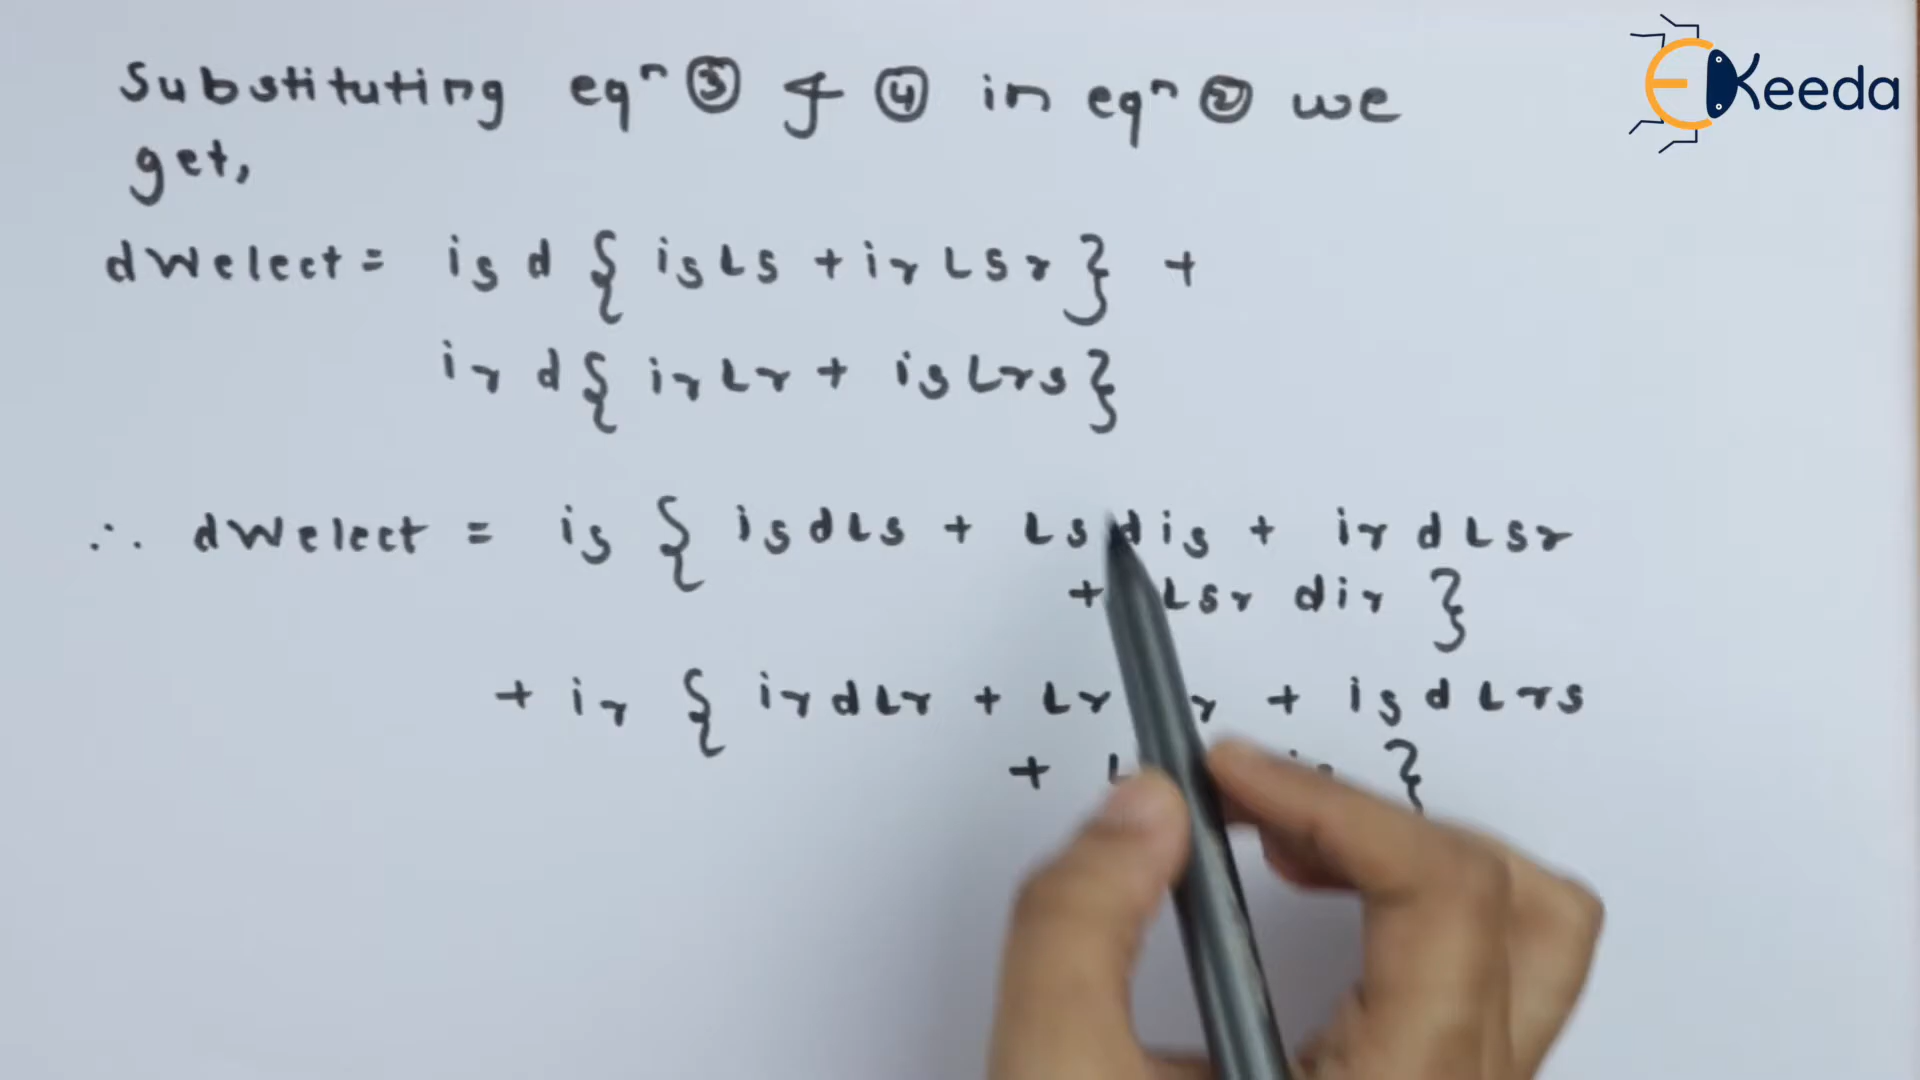 Substituting eqⁿ ③ & ④ in eqⁿ ② we
get,
dWelect = is d { is Ls + ir Lsr } +
ir d { ir Lr + is Lrs }
∴ dWelect = is { is dLs + Ls dis + ir dLsr
+ Lsr dir }
+ ir { ir dLr + Lr + is dLrs
+ }
EKeeda